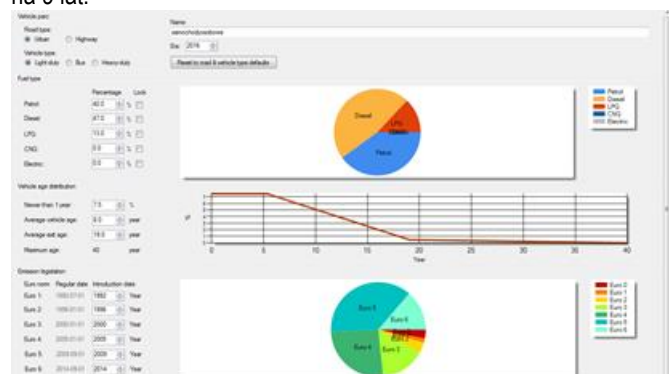 na 9 lat.
Vehicle parc
Name
Road type:
Urban Highway
samochody osobowe
Vehicle type:
Era: 2016
Light-duty Bus Heavy-duty
Reset to road & vehicle type defaults
Fuel type
Percentage Lock
Petrol 40.0 %
Diesel 47.0 %
LPG 13.0 %
CNG 0.0 %
Electric 0.0 %
Diesel
LPG
Petrol
Petrol
Diesel
LPG
CNG
Electric
Vehicle age distribution
Newer than 1 year: 7.5 %
Average vehicle age: year
Average exit age: year
Maximum age: 40 year
%
0 5 10 15 20 25 30 35 40
Year
Emission legislation
Euro norm Regular date Introduction date
Euro 1: 1992 Year
Euro 2: 1996 Year
Euro 3: 2000 Year
Euro 4: 2005 Year
Euro 5: 2009 Year
Euro 6: 2014 Year
Euro 5
Euro 6
Euro 4
Euro 3
Euro 0
Euro 1
Euro 2
Euro 3
Euro 4
Euro 5
Euro 6